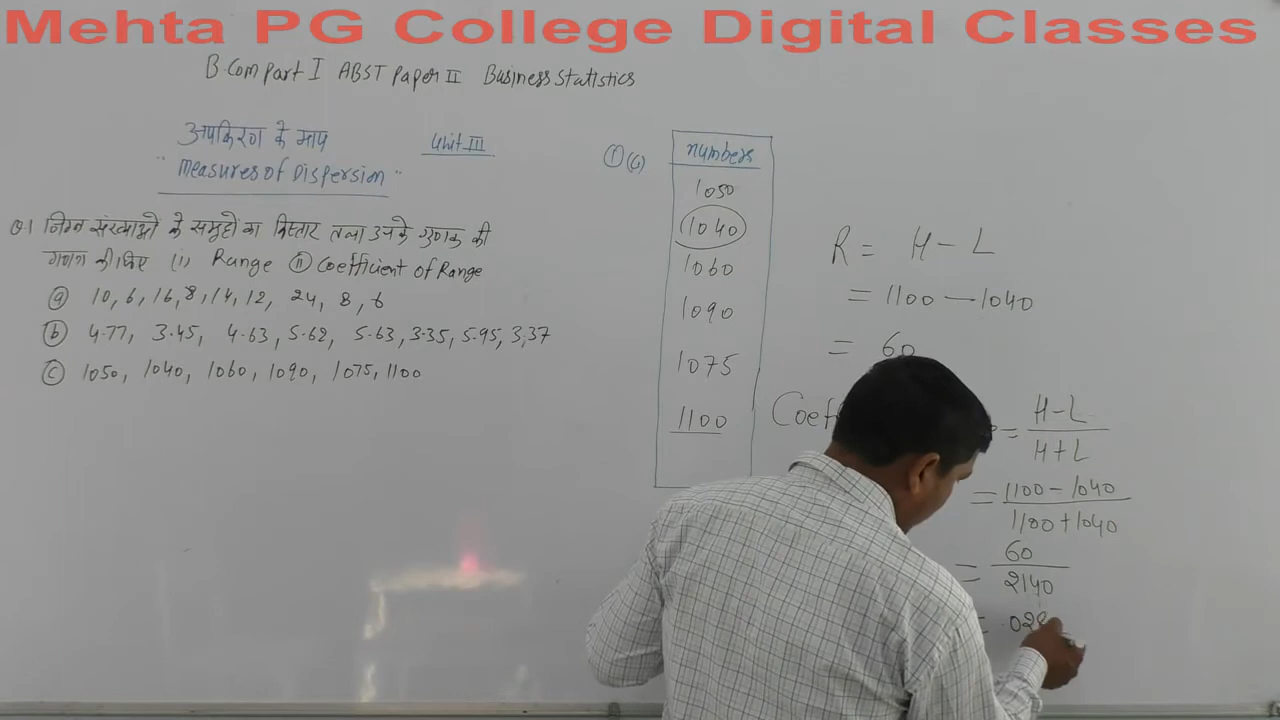 Mehta PG College Digital Classes
B.Com Part I ABST Paper II Business Statistics
अपकिरण के माप Unit III
"Measures of Dispersion"
Q.1 निम्न संख्याओं के समूहों का विस्तार तथा उनके गुणक की
गणना कीजिए (i) Range (ii) Coefficient of Range
(a) 10, 6, 16, 8, 14, 12, 24, 8, 6
(b) 4.77, 3.45, 4.63, 5.62, 5.63, 3.35, 5.95, 3.37
(c) 1050, 1040, 1060, 1090, 1075, 1100
numbers
1050
1040
1060
1090
1075
1100
R = H - L
= 1100 - 1040
= 60
= H-L
H+L
= 1100 - 1040
1100 + 1040
= 60
2140